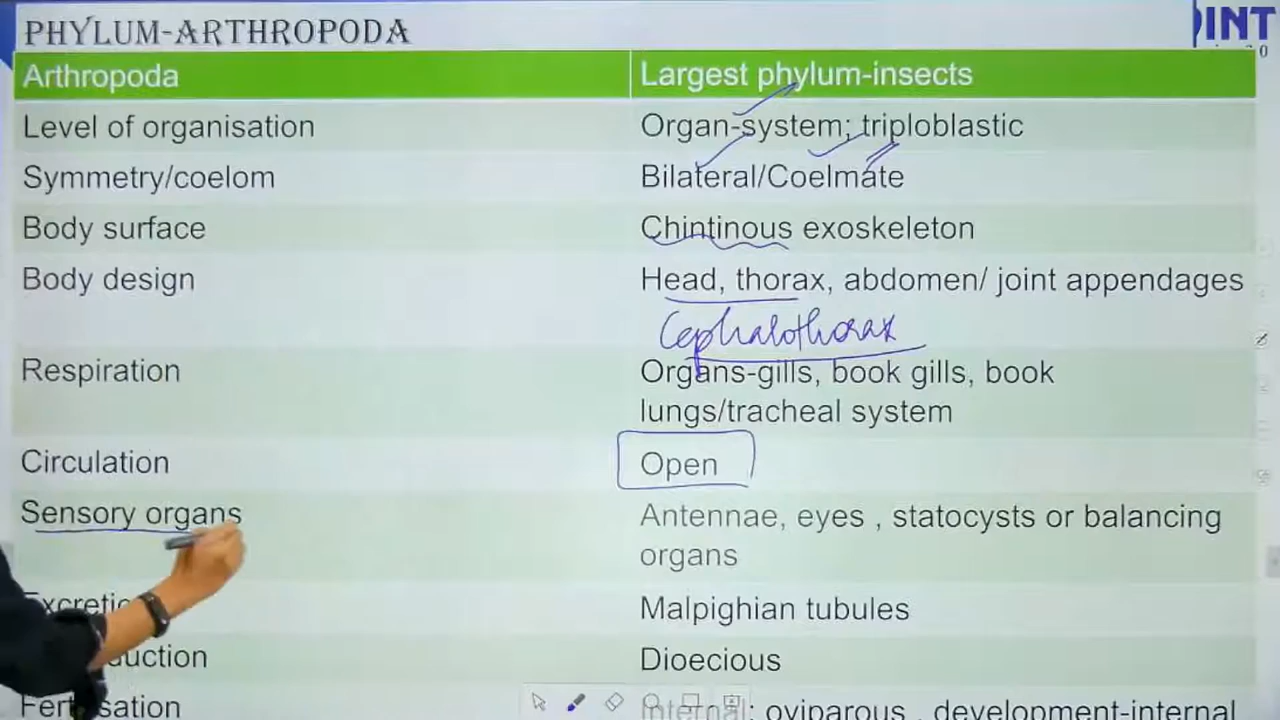 PHYLUM-ARTHROPODA
INT
Arthropoda Largest phylum-insects
Level of organisation Organ-system; triploblastic
Symmetry/coelom Bilateral/Coelmate
Body surface Chintinous exoskeleton
Body design Head, thorax, abdomen/ joint appendages
Cephalothorax
Respiration Organs-gills, book gills, book
lungs/tracheal system
Circulation Open
Sensory organs Antennae, eyes , statocysts or balancing
organs
Malpighian tubules
Dioecious
Internal; oviparous , development-internal